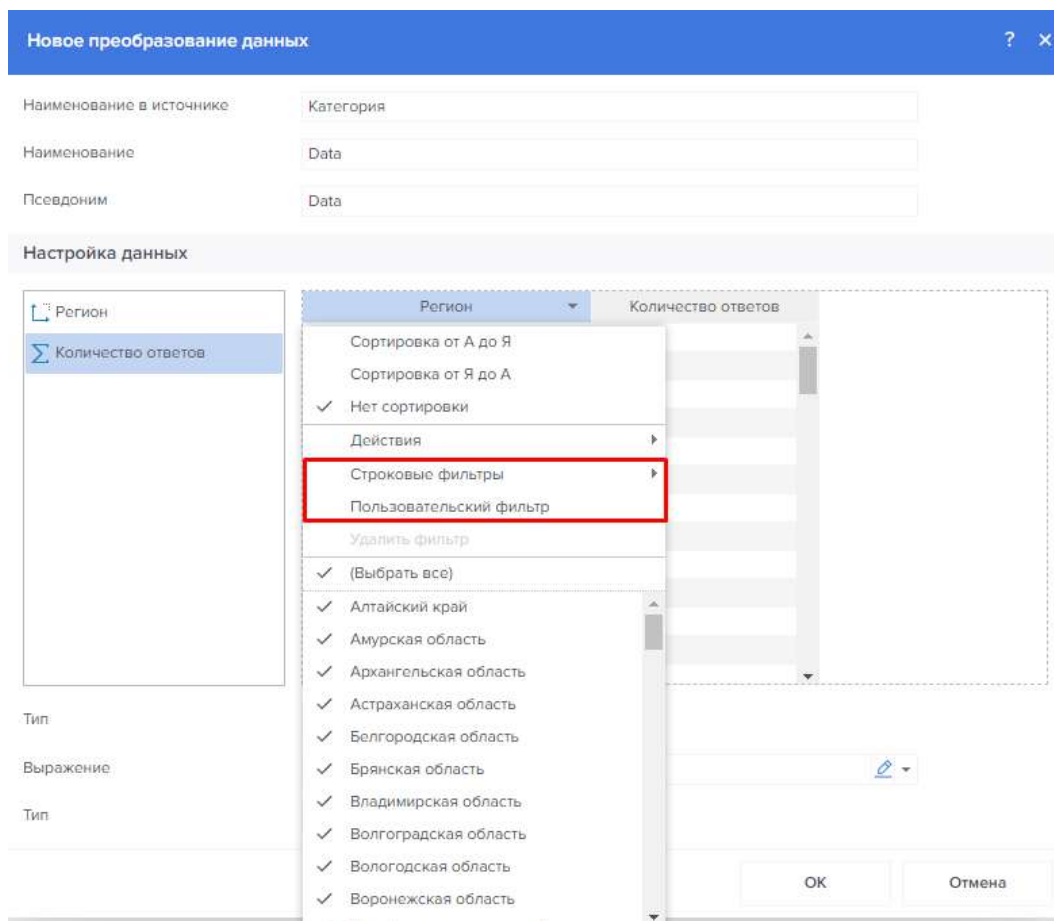 Новое преобразование данных ? ×
Наименование в источнике Категория
Наименование Data
Псевдоним Data
Настройка данных
Регион Регион Количество ответов
Количество ответов
Сортировка от А до Я
Сортировка от Я до А
Нет сортировки
Действия
Строковые фильтры
Пользовательский фильтр
Удалить фильтр
(Выбрать все)
Алтайский край
Амурская область
Архангельская область
Астраханская область
Белгородская область
Брянская область
Владимирская область
Волгоградская область
Вологодская область
Воронежская область
Тип
Выражение
Тип
ОК Отмена